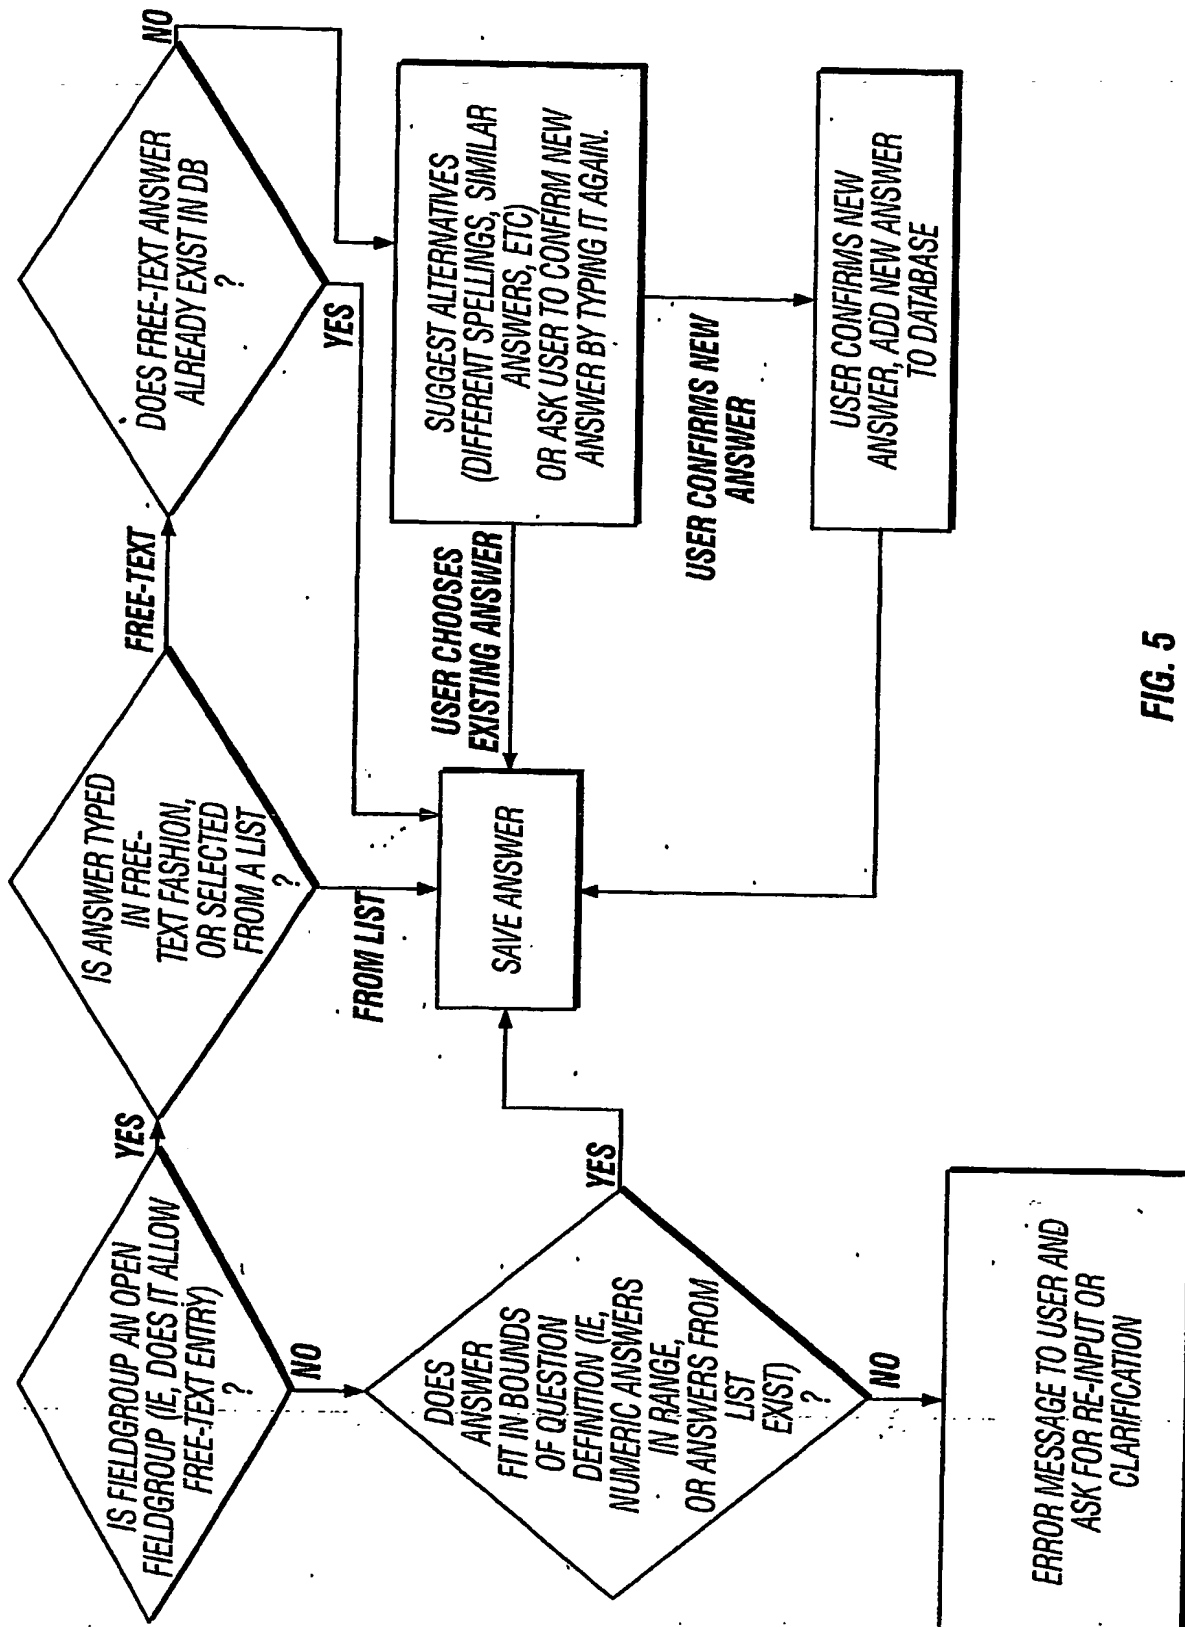 IS FIELDGROUP AN OPEN
FIELDGROUP (IE, DOES IT ALLOW
FREE-TEXT ENTRY)
?
YES
NO
IS ANSWER TYPED
IN FREE-
TEXT FASHION,
OR SELECTED
FROM A LIST
?
FREE-TEXT
FROM LIST
DOES FREE-TEXT ANSWER
ALREADY EXIST IN DB
?
NO
YES
DOES
ANSWER
FIT IN BOUNDS
OF QUESTION
DEFINITION (IE,
NUMERIC ANSWERS
IN RANGE,
OR ANSWERS FROM
LIST
EXIST)
?
YES
NO
SAVE ANSWER
USER CHOOSES
EXISTING ANSWER
SUGGEST ALTERNATIVES
(DIFFERENT SPELLINGS, SIMILAR
ANSWERS, ETC)
OR ASK USER TO CONFIRM NEW
ANSWER BY TYPING IT AGAIN.
USER CONFIRMS NEW
ANSWER
USER CONFIRMS NEW
ANSWER, ADD NEW ANSWER
TO DATABASE
ERROR MESSAGE TO USER AND
ASK FOR RE-INPUT OR
CLARIFICATION
FIG. 5